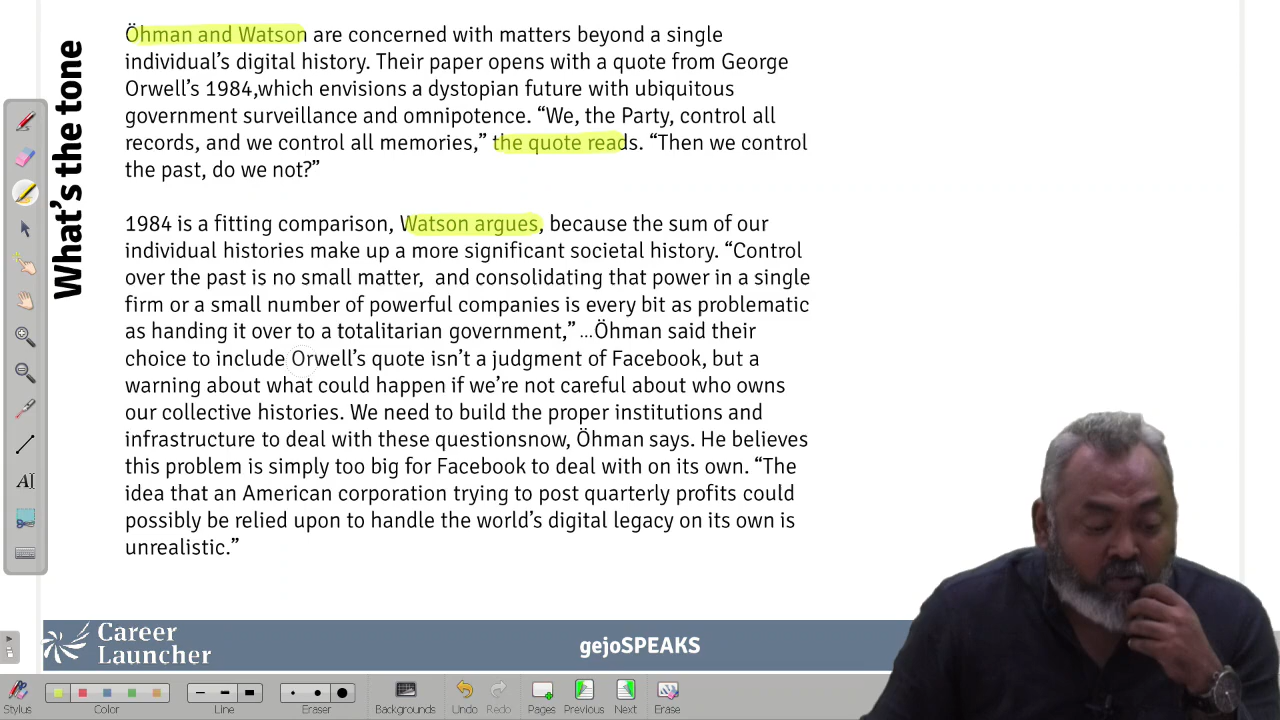 What's the tone
Öhman and Watson are concerned with matters beyond a single
individual's digital history. Their paper opens with a quote from George
Orwell's 1984,which envisions a dystopian future with ubiquitous
government surveillance and omnipotence. “We, the Party, control all
records, and we control all memories,” the quote reads. “Then we control
the past, do we not?”
1984 is a fitting comparison, Watson argues, because the sum of our
individual histories make up a more significant societal history. “Control
over the past is no small matter, and consolidating that power in a single
firm or a small number of powerful companies is every bit as problematic
as handing it over to a totalitarian government,” ...Öhman said their
choice to include Orwell's quote isn't a judgment of Facebook, but a
warning about what could happen if we're not careful about who owns
our collective histories. We need to build the proper institutions and
infrastructure to deal with these questionsnow, Öhman says. He believes
this problem is simply too big for Facebook to deal with on its own. “The
idea that an American corporation trying to post quarterly profits could
possibly be relied upon to handle the world's digital legacy on its own is
unrealistic.”
Career
Launcher
gejoSPEAKS
Stylus
Color
Line
Eraser
Backgrounds
Undo
Redo
Pages
Previous
Next
Erase